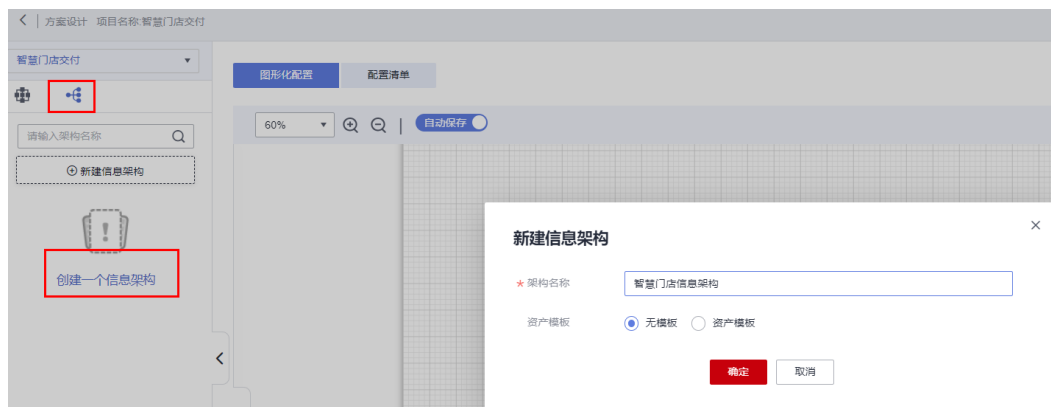 方案设计 项目名称:智慧门店交付
智慧门店交付
图形化配置 配置清单
请输入架构名称
60% 自动保存
新建信息架构
创建一个信息架构
新建信息架构
* 架构名称 智慧门店信息架构
资产模板 无模板 资产模板
确定 取消